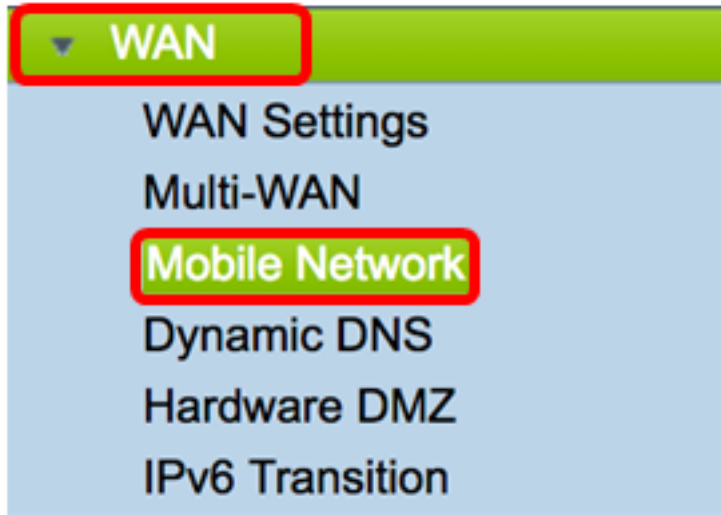 WAN
WAN Settings
Multi-WAN
Mobile Network
Dynamic DNS
Hardware DMZ
IPv6 Transition